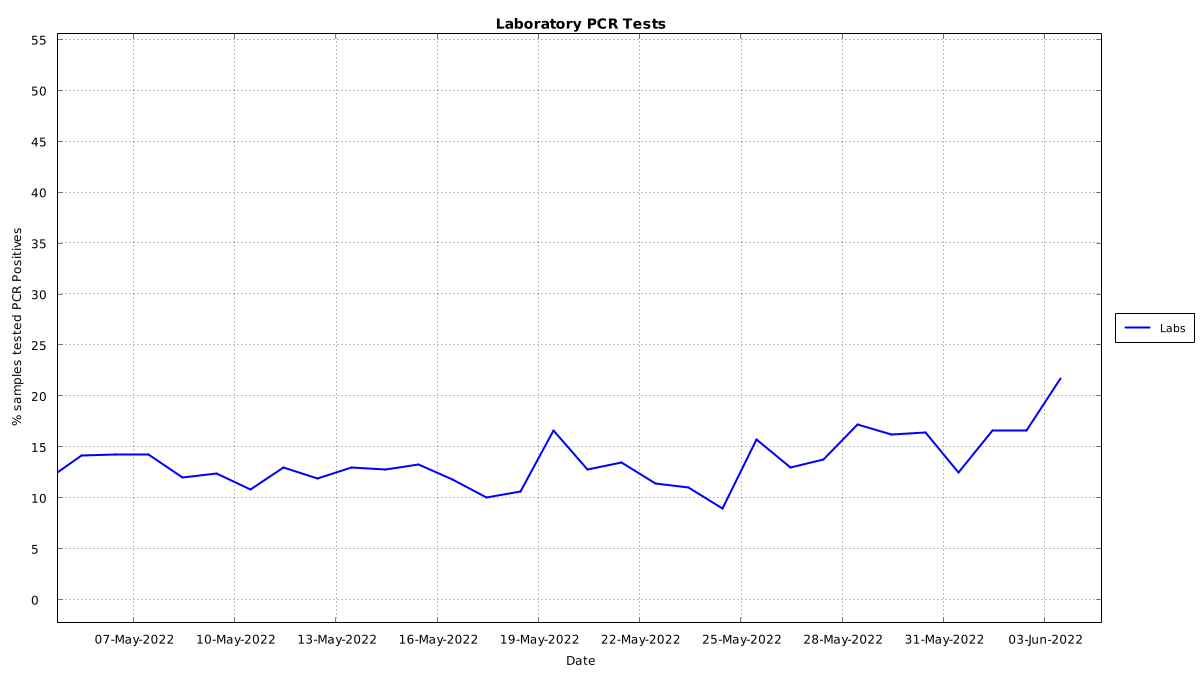 Laboratory PCR Tests
55
50
45
40
35
30
25
20
15
10
5
0
% samples tested PCR Positives
07-May-2022 10-May-2022 13-May-2022 16-May-2022 19-May-2022 22-May-2022 25-May-2022 28-May-2022 31-May-2022 03-Jun-2022
Date
Labs